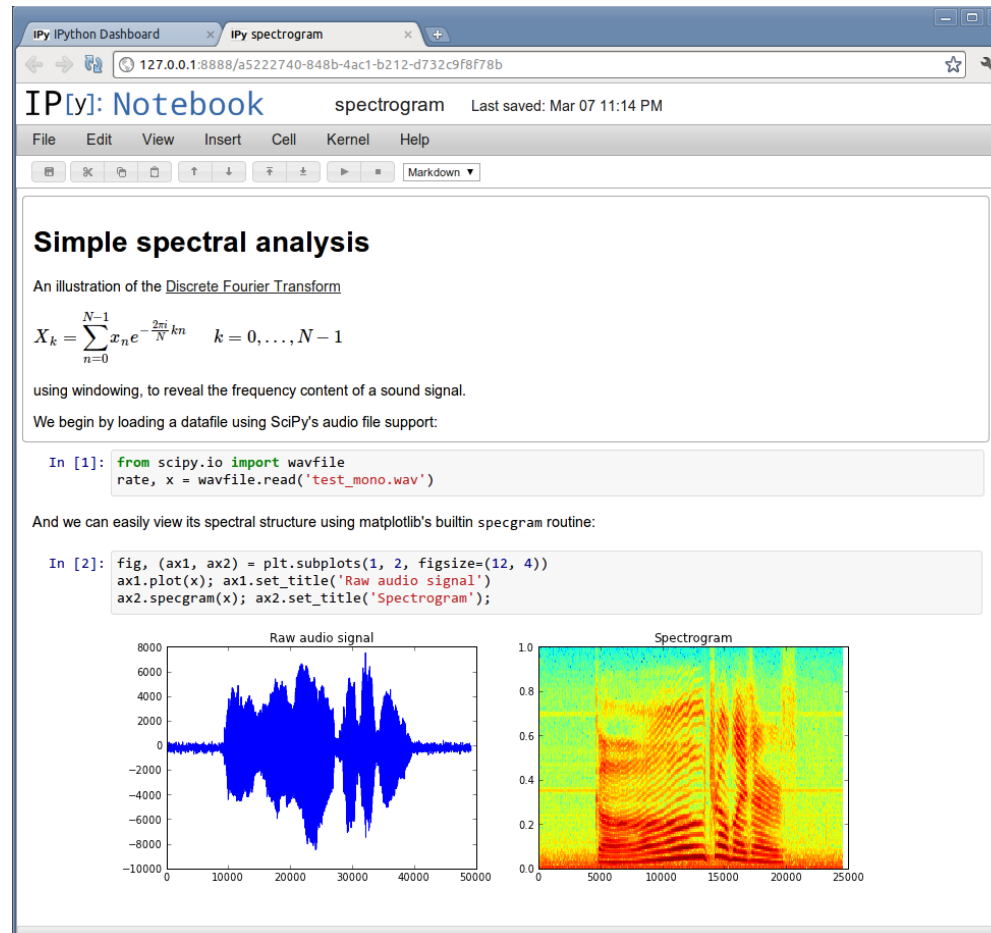 IPy IPython Dashboard
IPy spectrogram
127.0.0.1:8888/a5222740-848b-4ac1-b212-d732c9f8f78b
IP[y]: Notebook
spectrogram
Last saved: Mar 07 11:14 PM
File Edit View Insert Cell Kernel Help
Markdown
Simple spectral analysis
An illustration of the Discrete Fourier Transform
X_k = \sum_{n=0}^{N-1} x_n e^{-\frac{2\pi i}{N}kn} k = 0, . . . , N − 1
using windowing, to reveal the frequency content of a sound signal.
We begin by loading a datafile using SciPy's audio file support:
In [1]: from scipy.io import wavfile
rate, x = wavfile.read('test_mono.wav')
And we can easily view its spectral structure using matplotlib's builtin specgram routine:
In [2]: fig, (ax1, ax2) = plt.subplots(1, 2, figsize=(12, 4))
ax1.plot(x); ax1.set_title('Raw audio signal')
ax2.specgram(x); ax2.set_title('Spectrogram');
Raw audio signal
8000
6000
4000
2000
0
−2000
−4000
−6000
−8000
−10000
0 10000 20000 30000 40000 50000
Spectrogram
1.0
0.8
0.6
0.4
0.2
0.0
0 5000 10000 15000 20000 25000